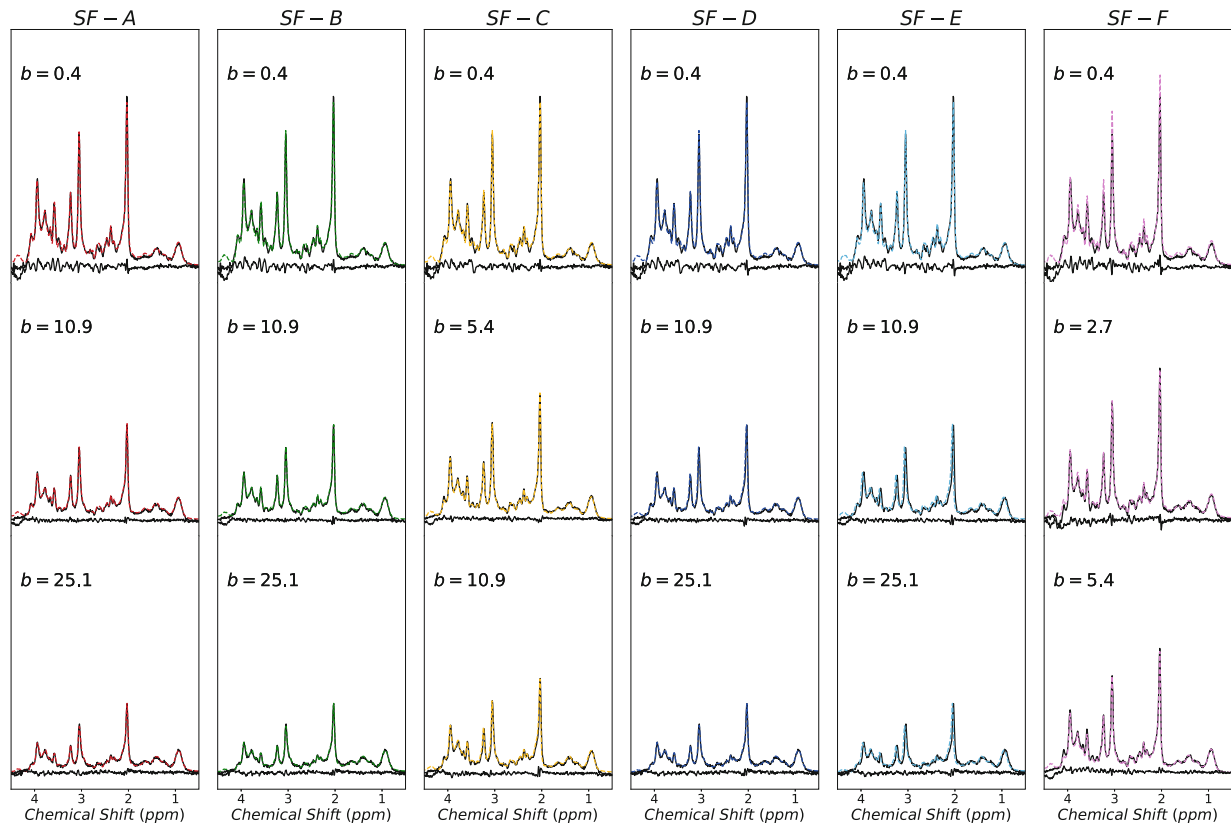 SF − A SF − B SF − C SF − D SF − E SF − F
b = 0.4 b = 0.4 b = 0.4 b = 0.4 b = 0.4 b = 0.4
b = 10.9 b = 10.9 b = 5.4 b = 10.9 b = 10.9 b = 2.7
b = 25.1 b = 25.1 b = 10.9 b = 25.1 b = 25.1 b = 5.4
4 3 2 1 4 3 2 1 4 3 2 1 4 3 2 1 4 3 2 1 4 3 2 1
Chemical Shift (ppm) Chemical Shift (ppm) Chemical Shift (ppm) Chemical Shift (ppm) Chemical Shift (ppm) Chemical Shift (ppm)